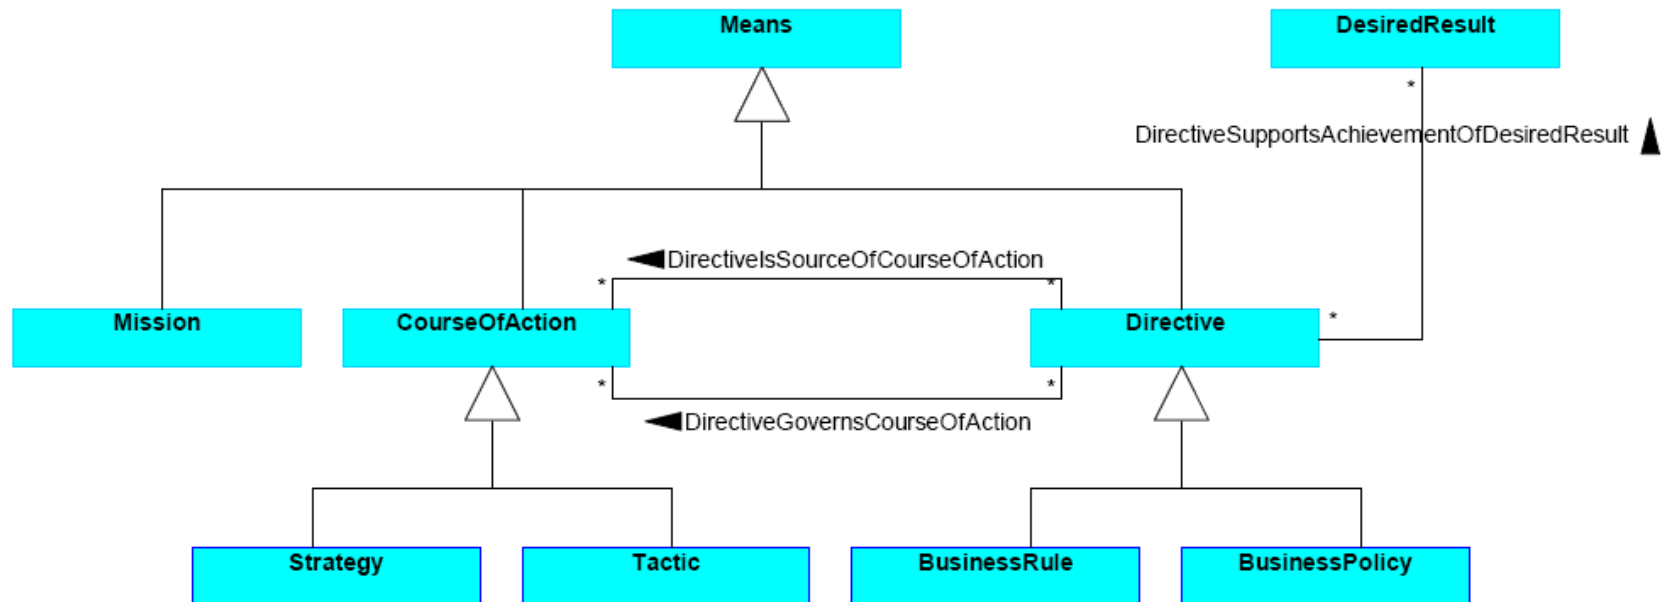 Means
DesiredResult
*
DirectiveSupportsAchievementOfDesiredResult
DirectiveIsSourceOfCourseOfAction
* *
Mission
CourseOfAction
Directive
*
* *
DirectiveGovernsCourseOfAction
Strategy
Tactic
BusinessRule
BusinessPolicy